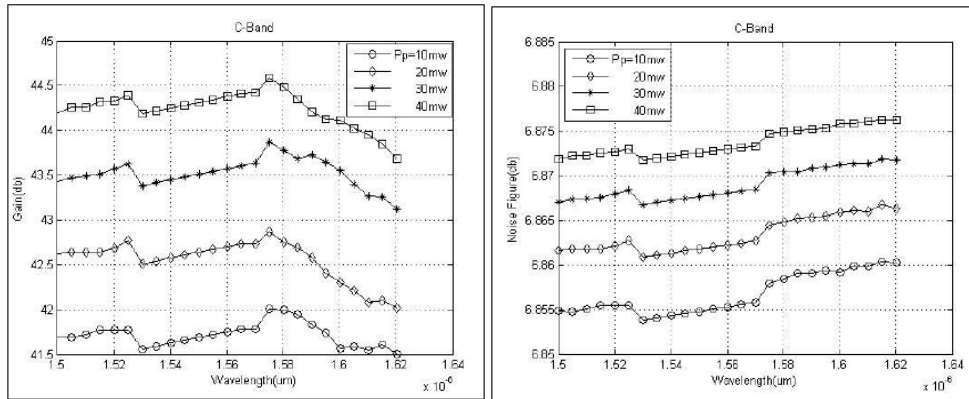 C-Band
45
44.5
44
43.5
43
42.5
42
41.5
Gain(db)
Pp=10mw
20mw
30mw
40mw
1.5 1.52 1.54 1.56 1.58 1.6 1.62 1.64
Wavelength(um)
x 10-6
C-Band
6.885
6.88
6.875
6.87
6.865
6.86
6.855
6.85
Noise Figure(db)
Pp=10mw
20mw
30mw
40mw
1.5 1.52 1.54 1.56 1.58 1.6 1.62 1.64
Wavelength(um)
x 10-6